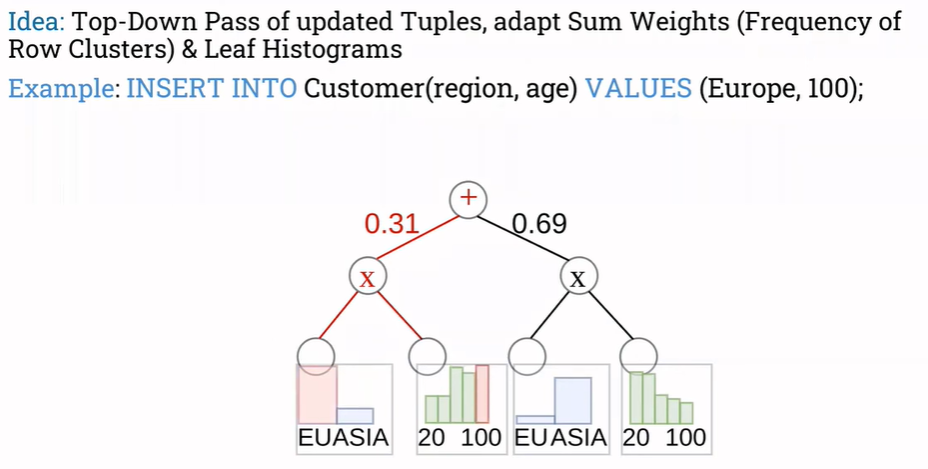 Idea: Top-Down Pass of updated Tuples, adapt Sum Weights (Frequency of
Row Clusters) & Leaf Histograms
Example: INSERT INTO Customer(region, age) VALUES (Europe, 100);
+
0.31 0.69
x x
EU ASIA 20 100 EU ASIA 20 100